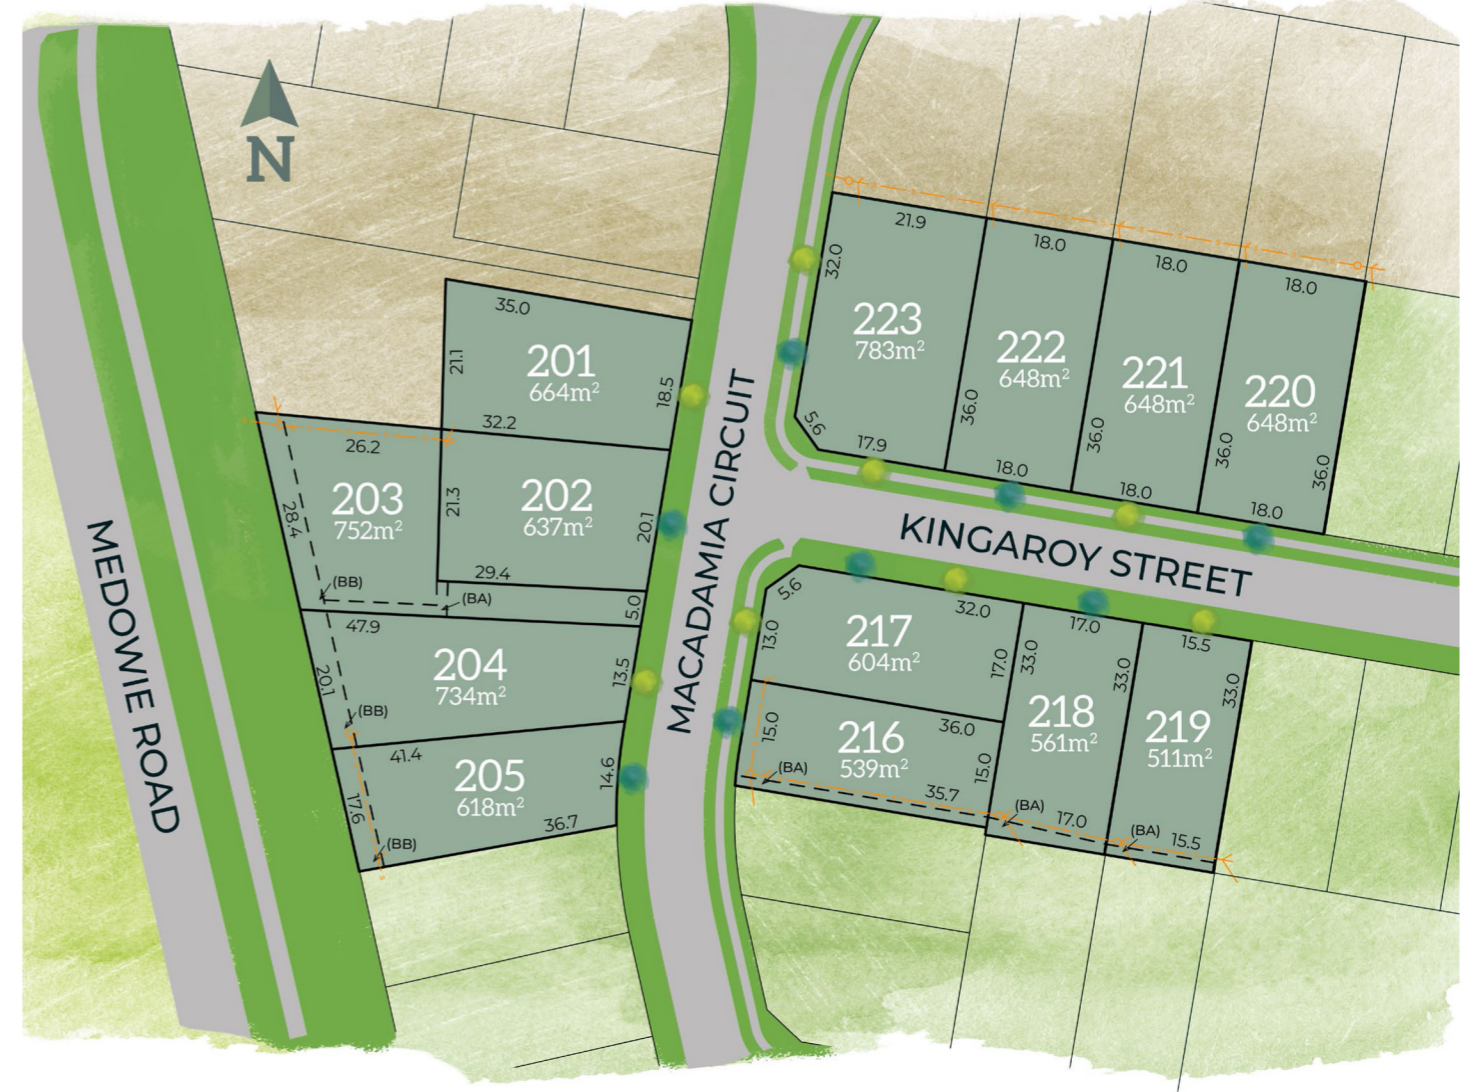 N
MEDOWIE ROAD
MACADAMIA CIRCUIT
KINGAROY STREET
35.0
21.1
201
664m²
18.5
32.2
26.2
203
752m²
28.4
(BB)
21.3
202
637m²
20.1
29.4
(BA)
5.0
47.9
204
734m²
20.1
13.5
(BB)
41.4
205
618m²
14.6
17.6
(BB)
36.7
21.9
32.0
223
783m²
5.6
17.9
18.0
222
648m²
36.0
18.0
18.0
221
648m²
36.0
18.0
18.0
220
648m²
36.0
36.0
18.0
5.6
32.0
13.0
217
604m²
17.0
36.0
15.0
216
539m²
15.0
(BA)
35.7
17.0
33.0
218
561m²
33.0
(BA)
17.0
15.5
219
511m²
33.0
(BA)
15.5